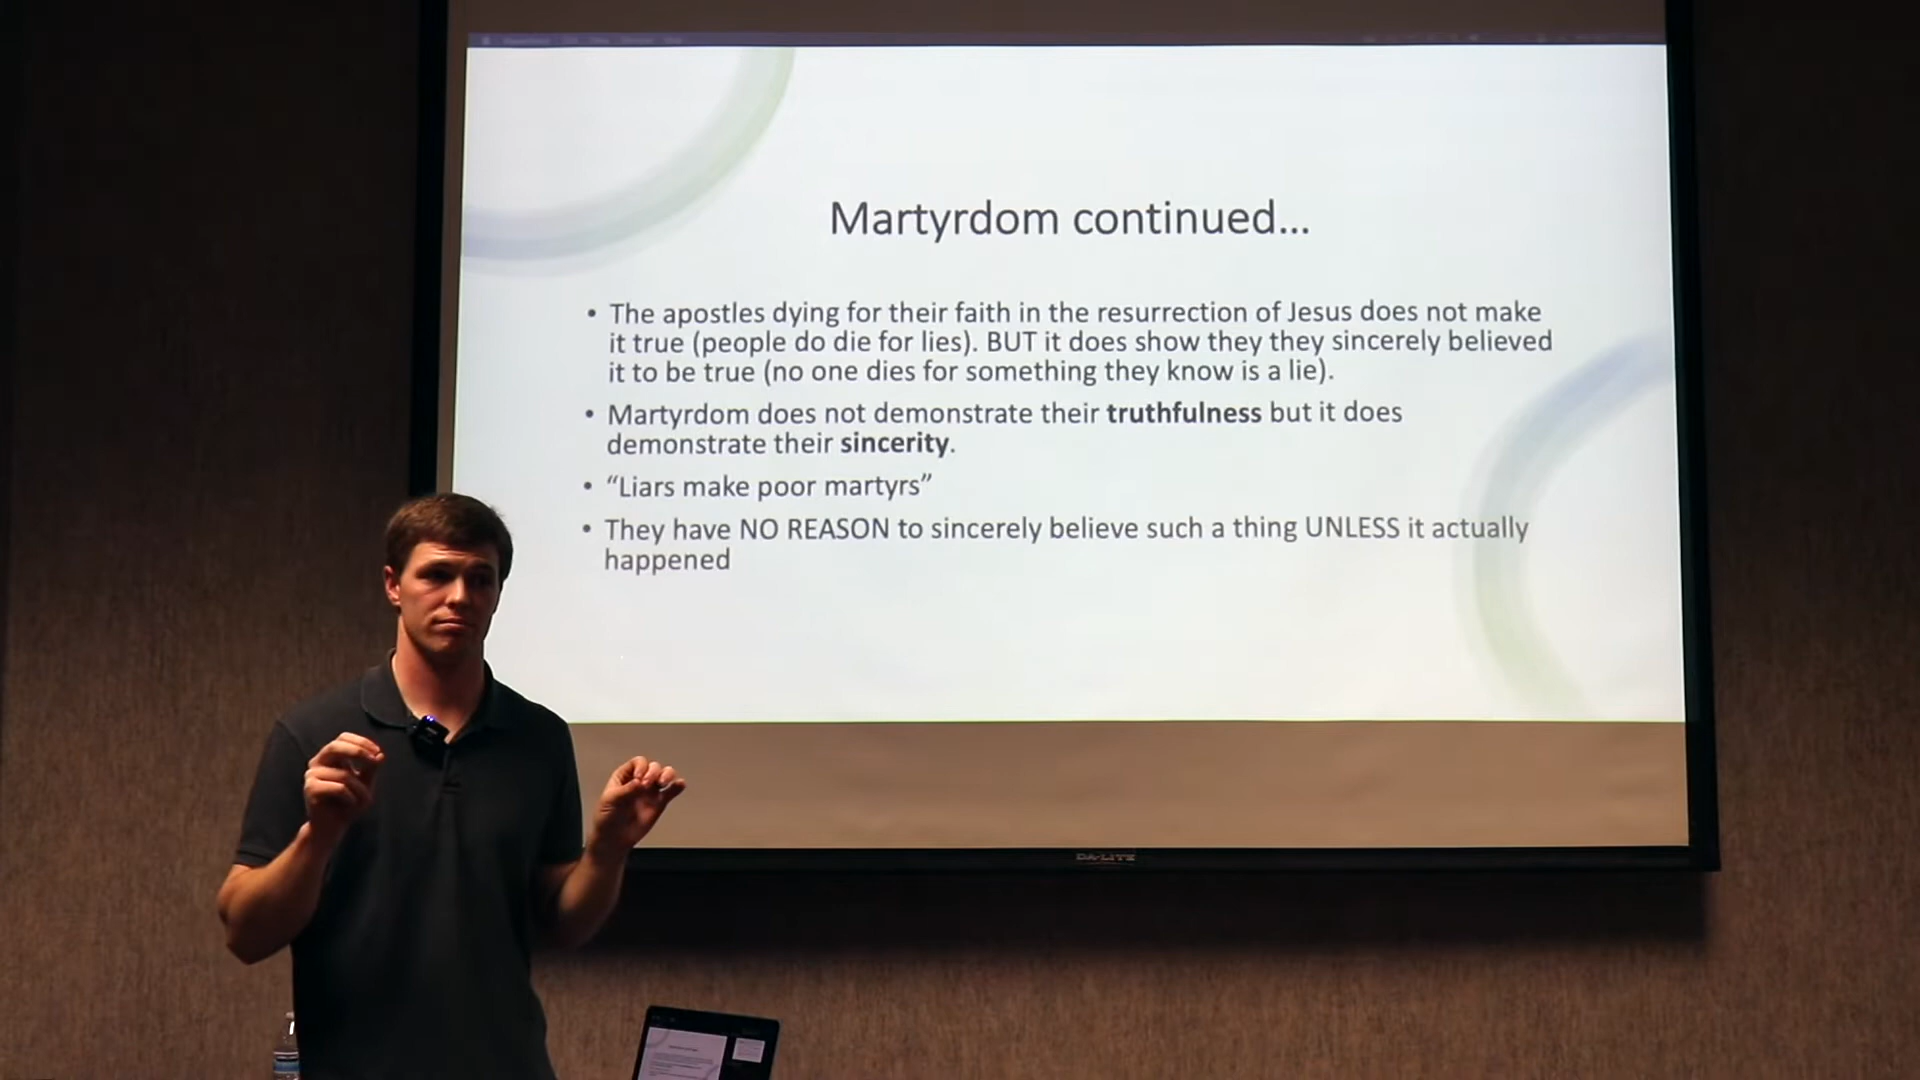 Martyrdom continued...
• The apostles dying for their faith in the resurrection of Jesus does not make
it true (people do die for lies). BUT it does show they they sincerely believed
it to be true (no one dies for something they know is a lie).
• Martyrdom does not demonstrate their truthfulness but it does
demonstrate their sincerity.
• “Liars make poor martyrs”
• They have NO REASON to sincerely believe such a thing UNLESS it actually
happened
DA-LITE